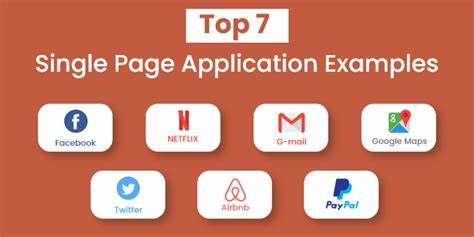 Top 7
Single Page Application Examples
Facebook
NETFLIX
G-mail
Google Maps
Twitter
Airbnb
PayPal